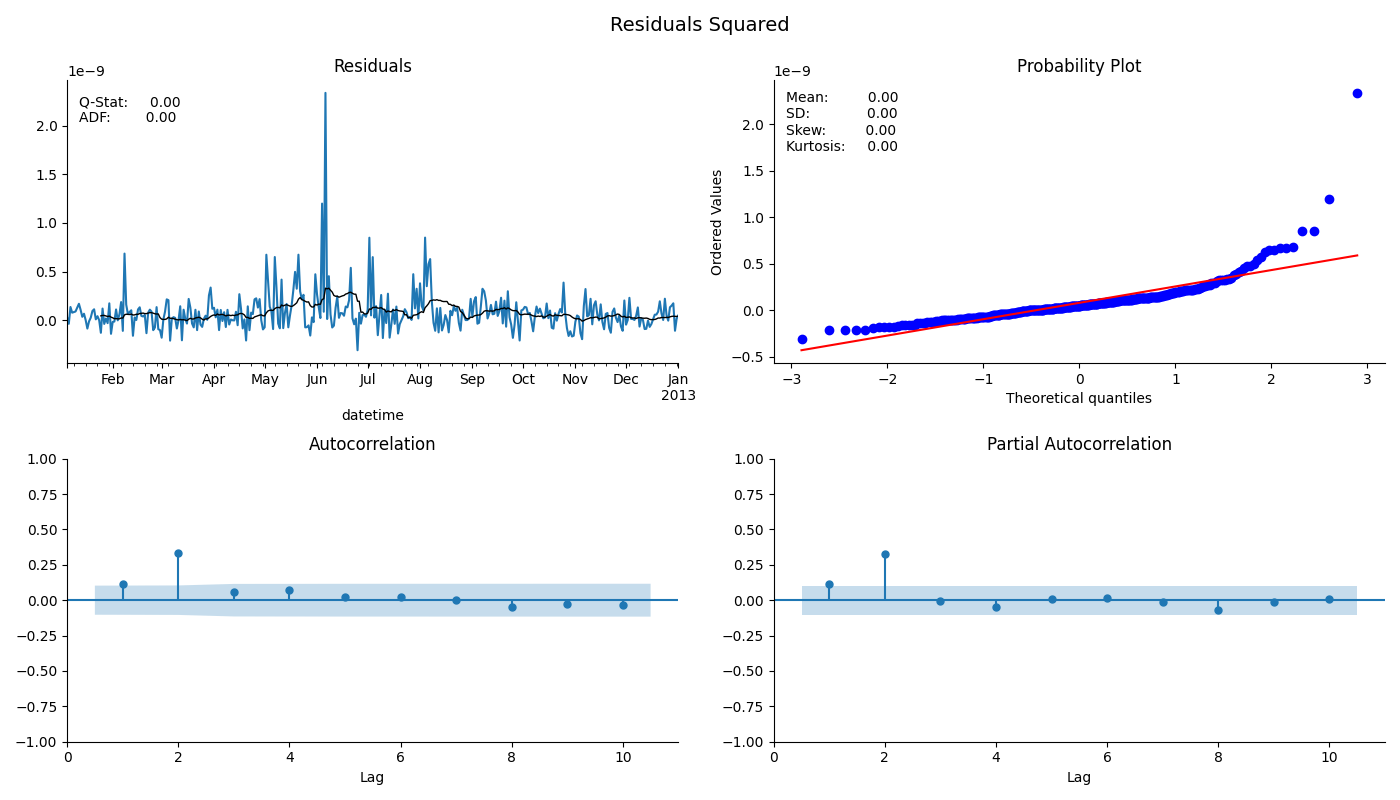 Residuals Squared
Residuals
1e−9
Q-Stat: 0.00
ADF: 0.00
2.0
1.5
1.0
0.5
0.0
Feb Mar Apr May Jun Jul Aug Sep Oct Nov Dec Jan
2013
datetime
Probability Plot
1e−9
Mean: 0.00
SD: 0.00
Skew: 0.00
Kurtosis: 0.00
Ordered Values
2.0
1.5
1.0
0.5
0.0
−0.5
−3 −2 −1 0 1 2 3
Theoretical quantiles
Autocorrelation
1.00
0.75
0.50
0.25
0.00
−0.25
−0.50
−0.75
−1.00
0 2 4 6 8 10
Lag
Partial Autocorrelation
1.00
0.75
0.50
0.25
0.00
−0.25
−0.50
−0.75
−1.00
0 2 4 6 8 10
Lag